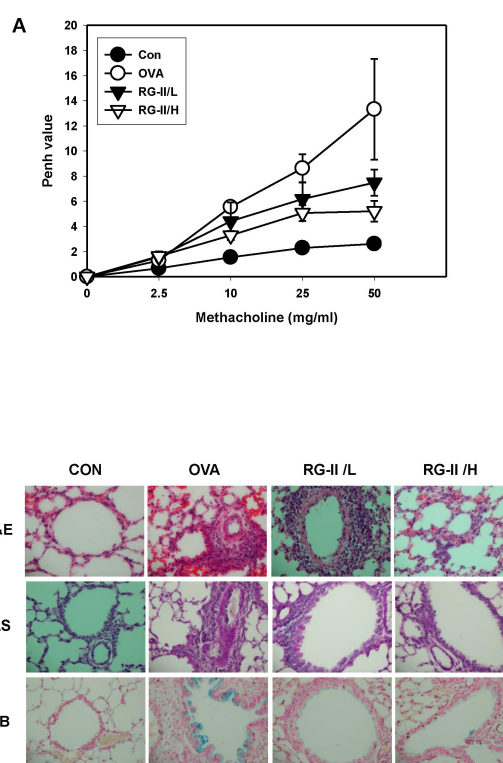 A
20
18
16
14
12
10
8
6
4
2
0
Penh value
Con
OVA
RG-II/L
RG-II/H
0 2.5 10 25 50
Methacholine (mg/ml)
CON OVA RG-II /L RG-II /H
&E
AS
B